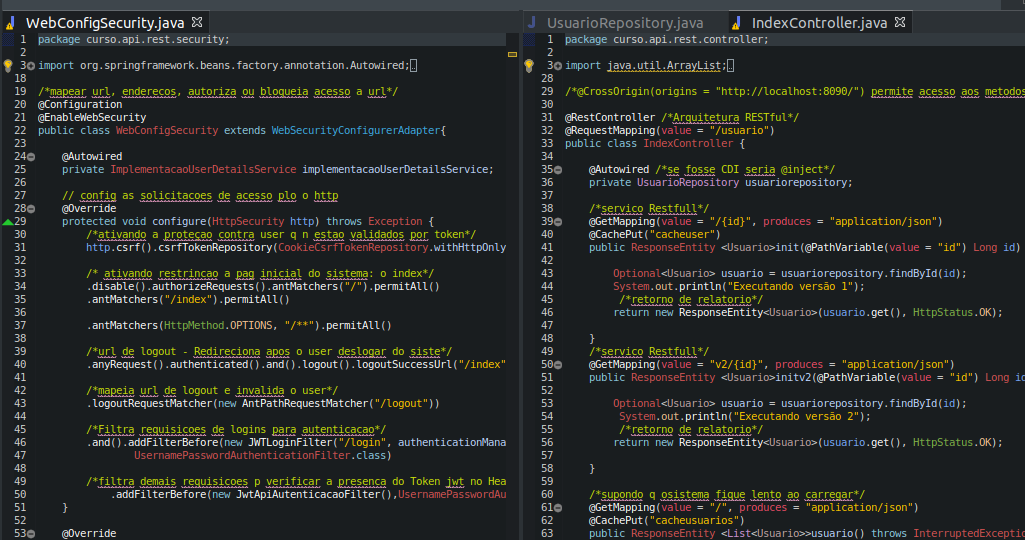 WebConfigSecurity.java
1 package curso.api.rest.security;
2
3 import org.springframework.beans.factory.annotation.Autowired;
18
19 /*mapear url, enderecos, autoriza ou bloqueia acesso a url*/
20 @Configuration
21 @EnableWebSecurity
22 public class WebConfigSecurity extends WebSecurityConfigurerAdapter{
23
24 @Autowired
25 private ImplementacaoUserDetailsService implementacaoUserDetailsService;
26
27 // config as solicitacoes de acesso plo o http
28 @Override
29 protected void configure(HttpSecurity http) throws Exception {
30 /*ativando a protecao contra user q n estao validados por token*/
31 http.csrf().csrfTokenRepository(CookieCsrfTokenRepository.withHttpOnly
32
33 /* ativando restrincao a pag inicial do sistema: o index*/
34 .disable().authorizeRequests().antMatchers("/").permitAll()
35 .antMatchers("/index").permitAll()
36
37 .antMatchers(HttpMethod.OPTIONS, "/**").permitAll()
38
39 /*url de logout - Redireciona apos o user deslogar do siste*/
40 .anyRequest().authenticated().and().logout().logoutSuccessUrl("/index"
41
42 /*mapeia url de logout e invalida o user*/
43 .logoutRequestMatcher(new AntPathRequestMatcher("/logout"))
44
45 /*Filtra requisicoes de logins para autenticacao*/
46 .and().addFilterBefore(new JWTLoginFilter("/login", authenticationMana
47 UsernamePasswordAuthenticationFilter.class)
48
49 /*filtra demais requisicoes p verificar a presenca do Token jwt no Hea
50 .addFilterBefore(new JwtApiAutenticacaoFilter(),UsernamePasswordAu
51 }
52
53 @Override
UsuarioRepository.java IndexController.java
1 package curso.api.rest.controller;
2
3 import java.util.ArrayList;
28
29 /*@CrossOrigin(origins = "http://localhost:8090/") permite acesso aos metodos
30
31 @RestController /*Arquitetura RESTful*/
32 @RequestMapping(value = "/usuario")
33 public class IndexController {
34
35 @Autowired /*se fosse CDI seria @inject*/
36 private UsuarioRepository usuariorepository;
37
38 /*servico Restfull*/
39 @GetMapping(value = "/{id}", produces = "application/json")
40 @CachePut("cacheuser")
41 public ResponseEntity <Usuario>init(@PathVariable(value = "id") Long id)
42
43 Optional<Usuario> usuario = usuariorepository.findById(id);
44 System.out.println("Executando versão 1");
45 /*retorno de relatorio*/
46 return new ResponseEntity<Usuario>(usuario.get(), HttpStatus.OK);
47
48 }
49 /*servico Restfull*/
50 @GetMapping(value = "v2/{id}", produces = "application/json")
51 public ResponseEntity <Usuario>initv2(@PathVariable(value = "id") Long id
52
53 Optional<Usuario> usuario = usuariorepository.findById(id);
54 System.out.println("Executando versão 2");
55 /*retorno de relatorio*/
56 return new ResponseEntity<Usuario>(usuario.get(), HttpStatus.OK);
57
58 }
59
60 /*supondo q osistema fique lento ao carregar*/
61 @GetMapping(value = "/", produces = "application/json")
62 @CachePut("cacheusuarios")
63 public ResponseEntity <List<Usuario>>usuario() throws InterruptedExceptio